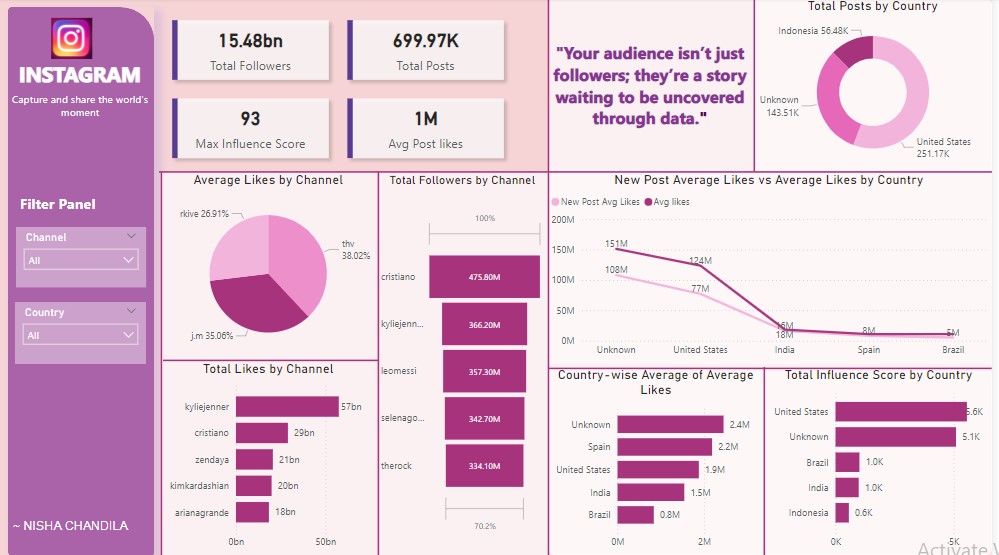 INSTAGRAM
Capture and share the world's
moment
Filter Panel
Channel
All
Country
All
~ NISHA CHANDILA
15.48bn
Total Followers
699.97K
Total Posts
93
Max Influence Score
1M
Avg Post likes
"Your audience isn't just
followers; they're a story
waiting to be uncovered
through data."
Total Posts by Country
Indonesia 56.48K
Unknown
143.51K
United States
251.17K
Average Likes by Channel
rkive 26.91%
thv
38.02%
j.m 35.06%
Total Likes by Channel
kyliejenner
57bn
cristiano
29bn
zendaya
21bn
kimkardashian
20bn
arianagrande
18bn
0bn
50bn
Total Followers by Channel
100%
cristiano
475.80M
kyliejenn...
366.20M
leomessi
357.30M
selenago...
342.70M
therock
334.10M
70.2%
New Post Average Likes vs Average Likes by Country
New Post Avg Likes
Avg likes
200M
150M
100M
50M
0M
151M
108M
124M
77M
18M
8M
5M
Unknown
United States
India
Spain
Brazil
Country-wise Average of Average
Likes
Unknown
2.4M
Spain
2.2M
United States
1.9M
India
1.5M
Brazil
0.8M
0M
2M
Total Influence Score by Country
United States
5.6K
Unknown
5.1K
Brazil
1.0K
India
1.0K
Indonesia
0.6K
0K
5K
Activate